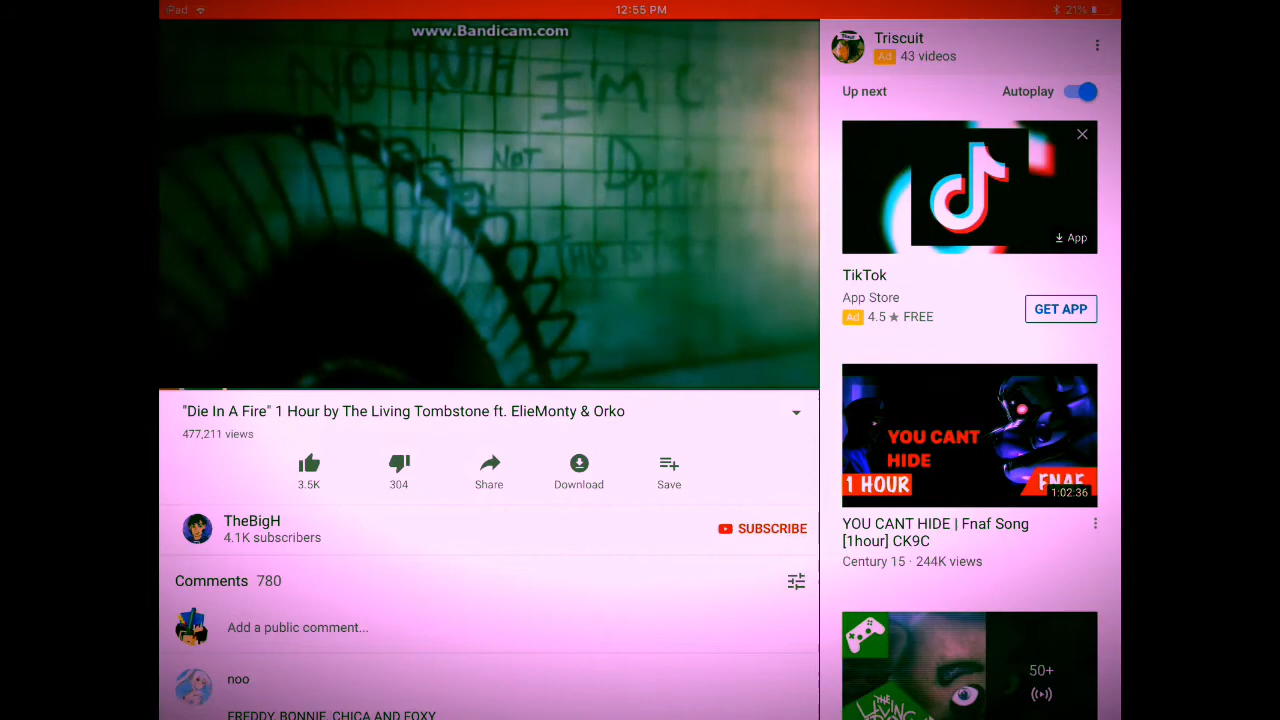 iPad
12:55 PM
21%
www.Bandicam.com
NO TRUTH I'M
NOT
THIS IS
Triscuit
Ad 43 videos
Up next
Autoplay
App
TikTok
App Store
Ad 4.5 ★ FREE
GET APP
"Die In A Fire" 1 Hour by The Living Tombstone ft. ElieMonty & Orko
477,211 views
3.5K
304
Share
Download
Save
TheBigH
4.1K subscribers
SUBSCRIBE
Comments 780
Add a public comment...
noo
FREDDY, BONNIE, CHICA AND FOXY
YOU CANT
HIDE
1 HOUR
FNAF
1:02:36
YOU CANT HIDE | Fnaf Song
[1hour] CK9C
Century 15 · 244K views
50+
THE
LIVING